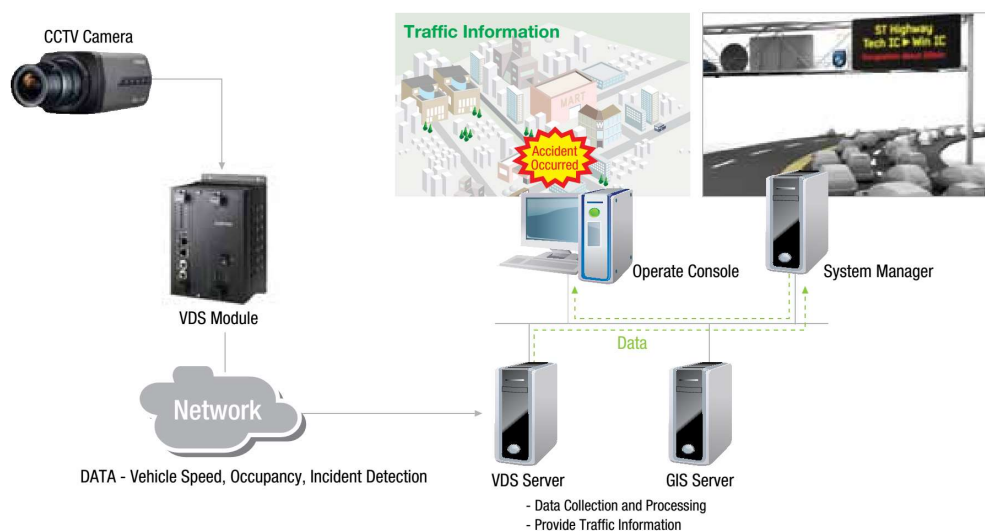 CCTV Camera
Traffic Information
MART
Accident
Occurred
ST Highway
Tech IC ▶ Win IC
Operate Console
System Manager
VDS Module
Data
Network
DATA - Vehicle Speed, Occupancy, Incident Detection
VDS Server
GIS Server
- Data Collection and Processing
- Provide Traffic Information